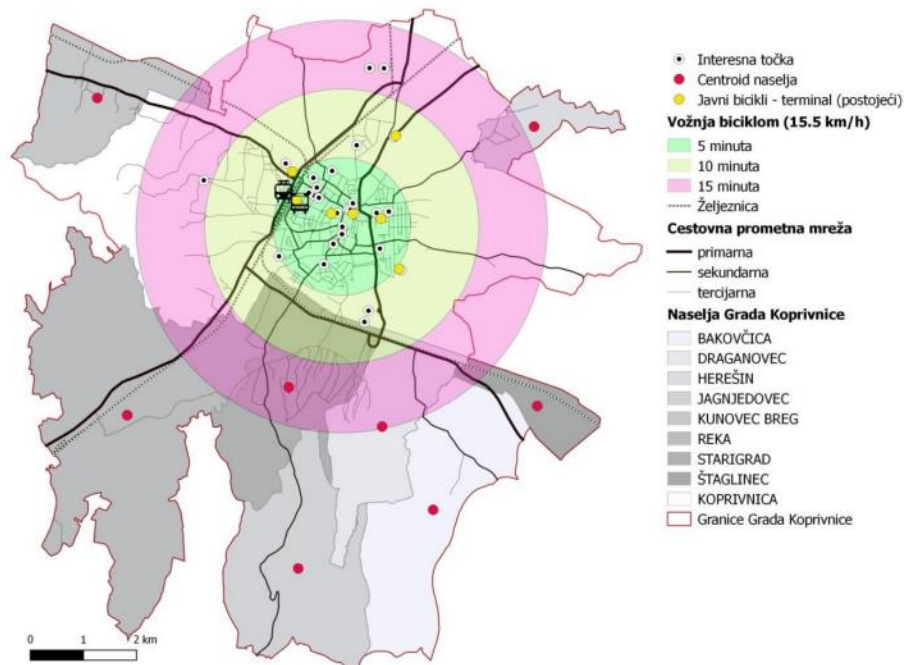 Interesna točka
Centroid naselja
Javni bicikli - terminal (postojeći)
Vožnja biciklom (15.5 km/h)
5 minuta
10 minuta
15 minuta
Željeznica
Cestovna prometna mreža
primarna
sekundarna
tercijarna
Naselja Grada Koprivnice
BAKOVČICA
DRAGANOVEC
HEREŠIN
JAGNJEDOVEC
KUNOVEC BREG
REKA
STARIGRAD
ŠTAGLINEC
KOPRIVNICA
Granice Grada Koprivnice
0 1 2 km